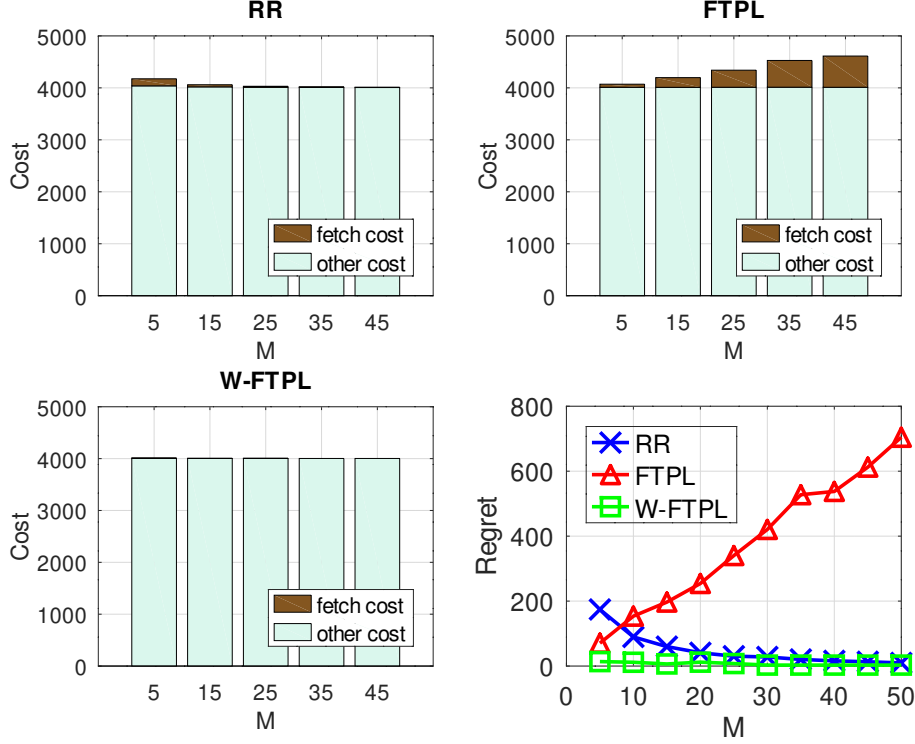 RR
5000
4000
3000
2000
1000
0
Cost
fetch cost
other cost
5 15 25 35 45
M
FTPL
5000
4000
3000
2000
1000
0
Cost
fetch cost
other cost
5 15 25 35 45
M
W-FTPL
5000
4000
3000
2000
1000
0
Cost
fetch cost
other cost
5 15 25 35 45
M
800
600
400
200
0
Regret
RR
FTPL
W-FTPL
0 10 20 30 40 50
M